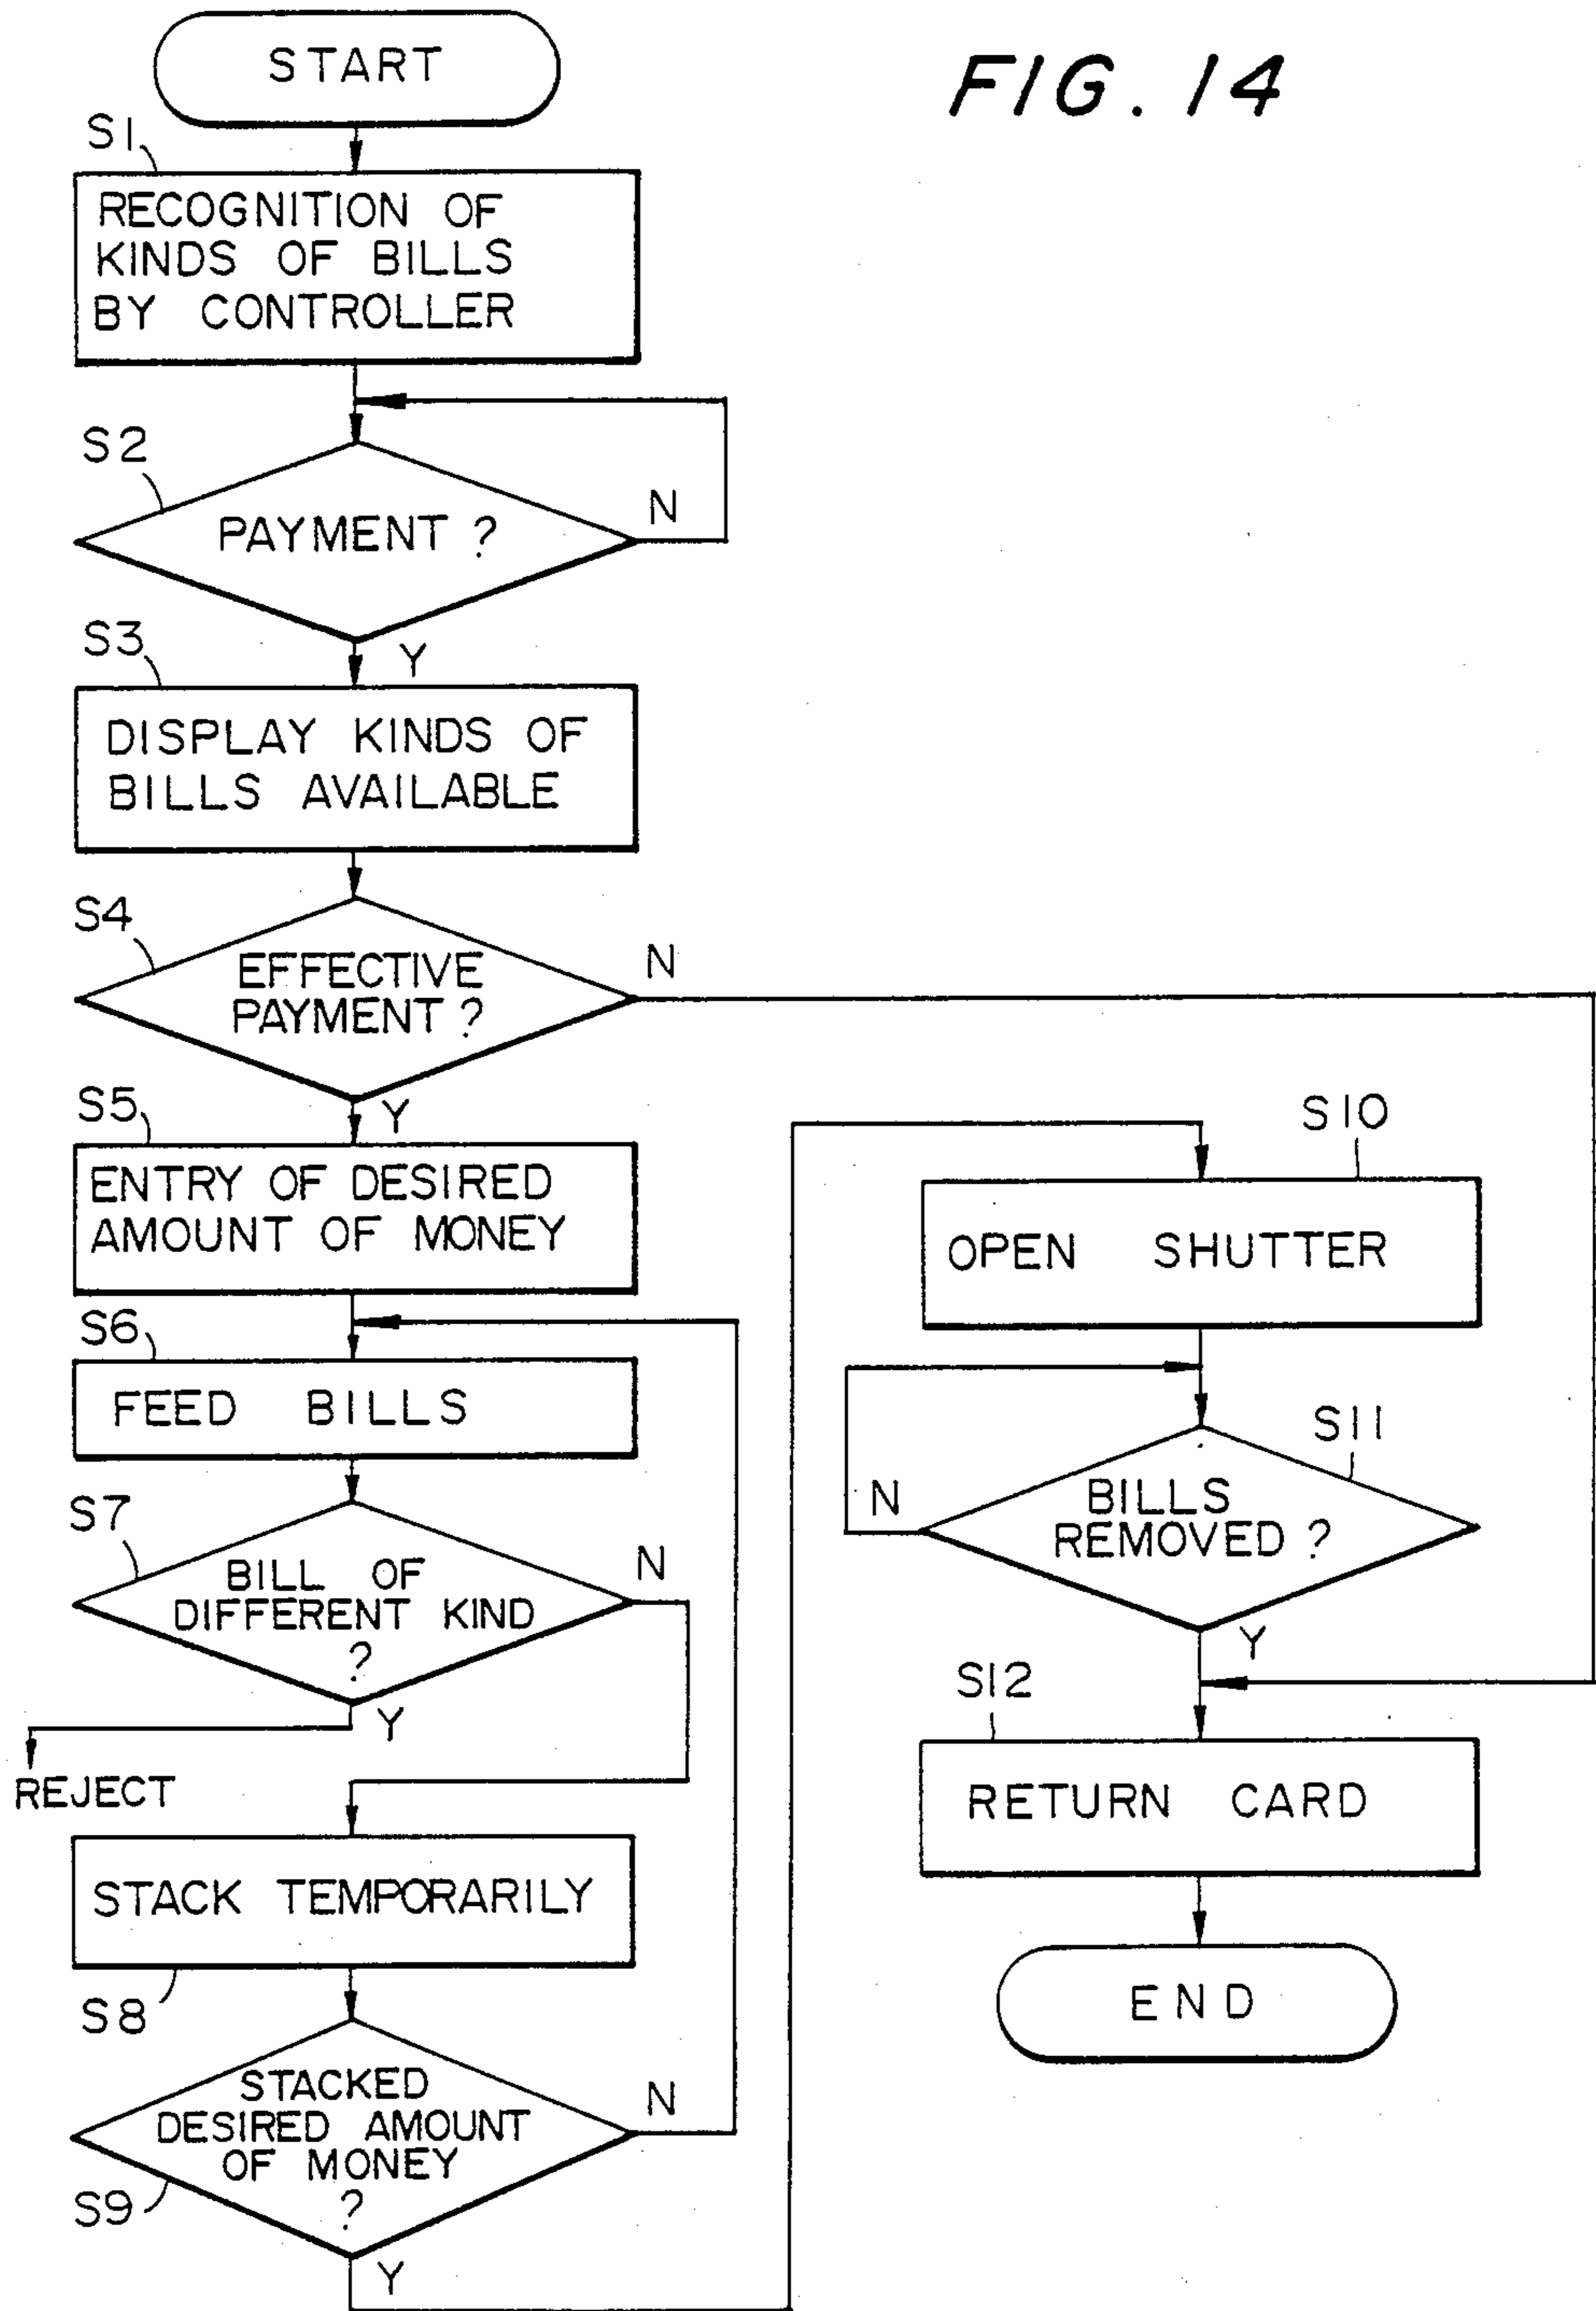 FIG. 14
START
S1
RECOGNITION OF
KINDS OF BILLS
BY CONTROLLER
S2
PAYMENT ?
N
Y
S3
DISPLAY KINDS OF
BILLS AVAILABLE
S4
EFFECTIVE
PAYMENT ?
N
Y
S5
ENTRY OF DESIRED
AMOUNT OF MONEY
S6
FEED BILLS
S7
BILL OF
DIFFERENT KIND
?
N
Y
REJECT
STACK TEMPORARILY
S8
STACKED
DESIRED AMOUNT
OF MONEY
?
N
S9
Y
S10
OPEN SHUTTER
S11
BILLS
REMOVED ?
N
Y
S12
RETURN CARD
END